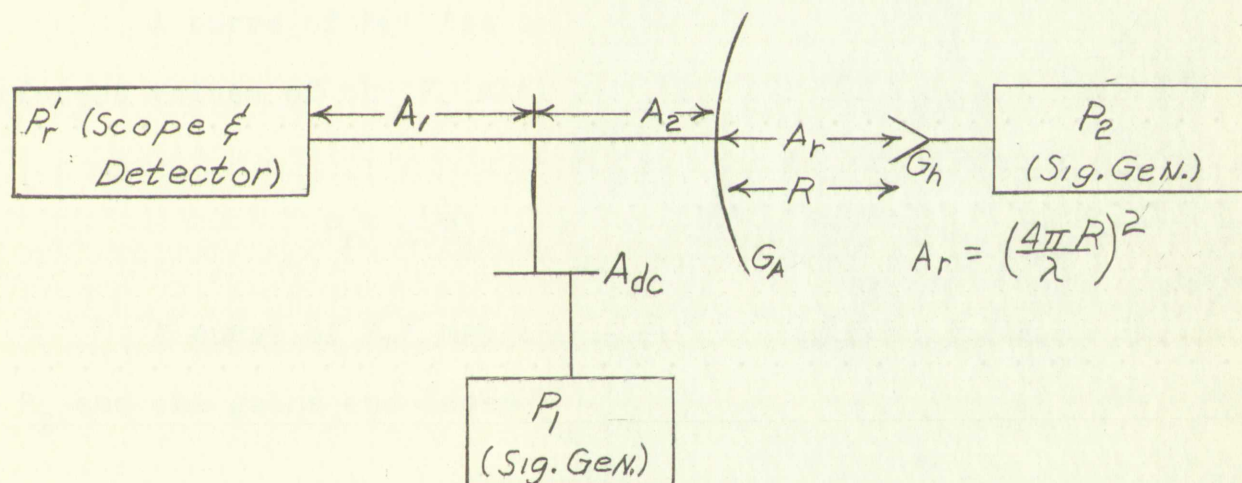 P'r (Scope &
Detector)
A1
A2
Ar
R
Gh
P2
(Sig. GeN.)
GA
Ar = (4πR/λ)²
Adc
P1
(Sig. GeN.)